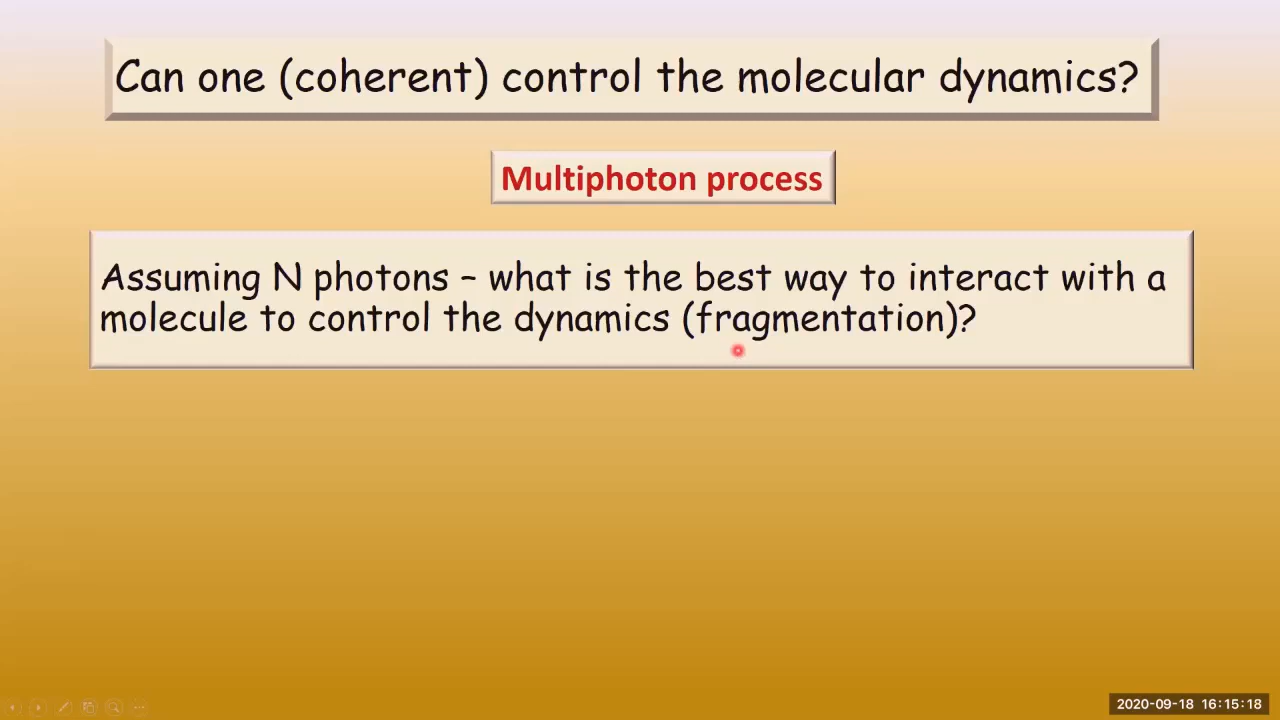 Can one (coherent) control the molecular dynamics?
Multiphoton process
Assuming N photons – what is the best way to interact with a
molecule to control the dynamics (fragmentation)?
2020-09-18 16:15:18